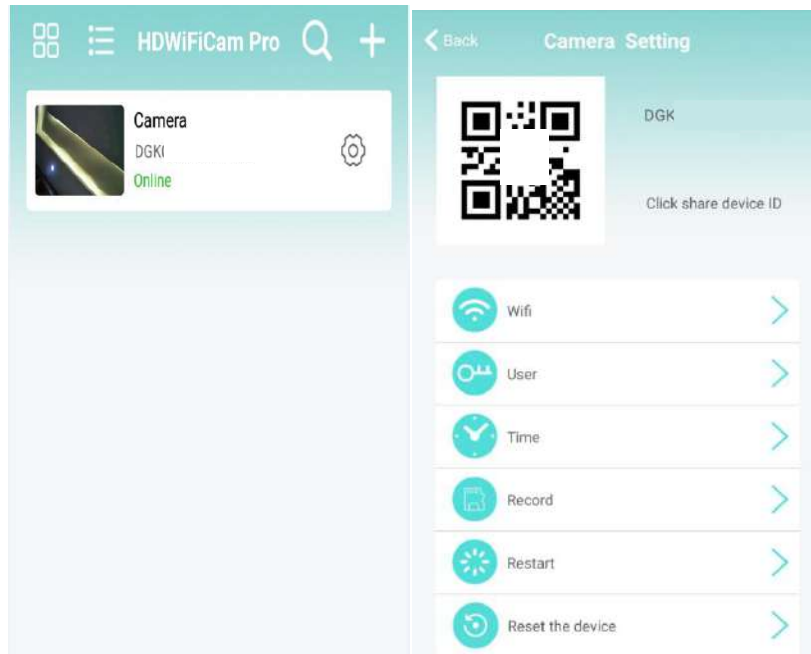 HDWiFiCam Pro
Camera
DGK
Online
Back
Camera Setting
DGK
Click share device ID
Wifi
User
Time
Record
Restart
Reset the device